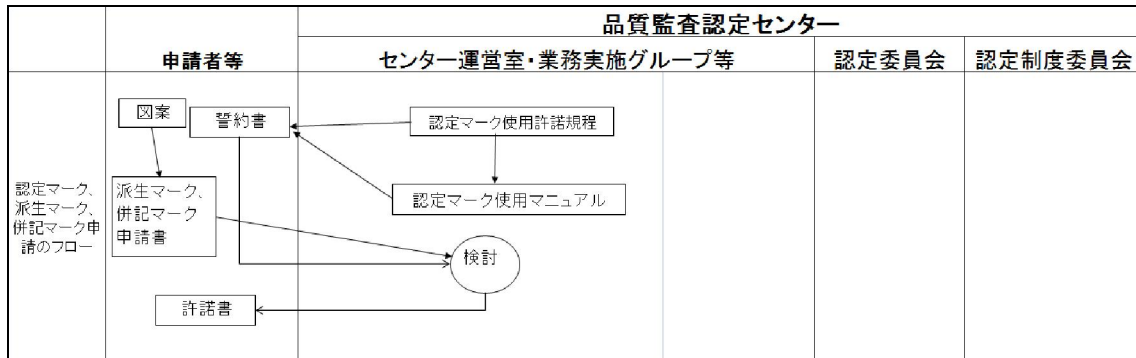 品質監査認定センター
申請者等
センター運営室・業務実施グループ等
認定委員会
認定制度委員会
認定マーク、
派生マーク、
併記マーク申
請のフロー
図案
誓約書
認定マーク使用許諾規程
派生マーク、
併記マーク
申請書
認定マーク使用マニュアル
検討
許諾書